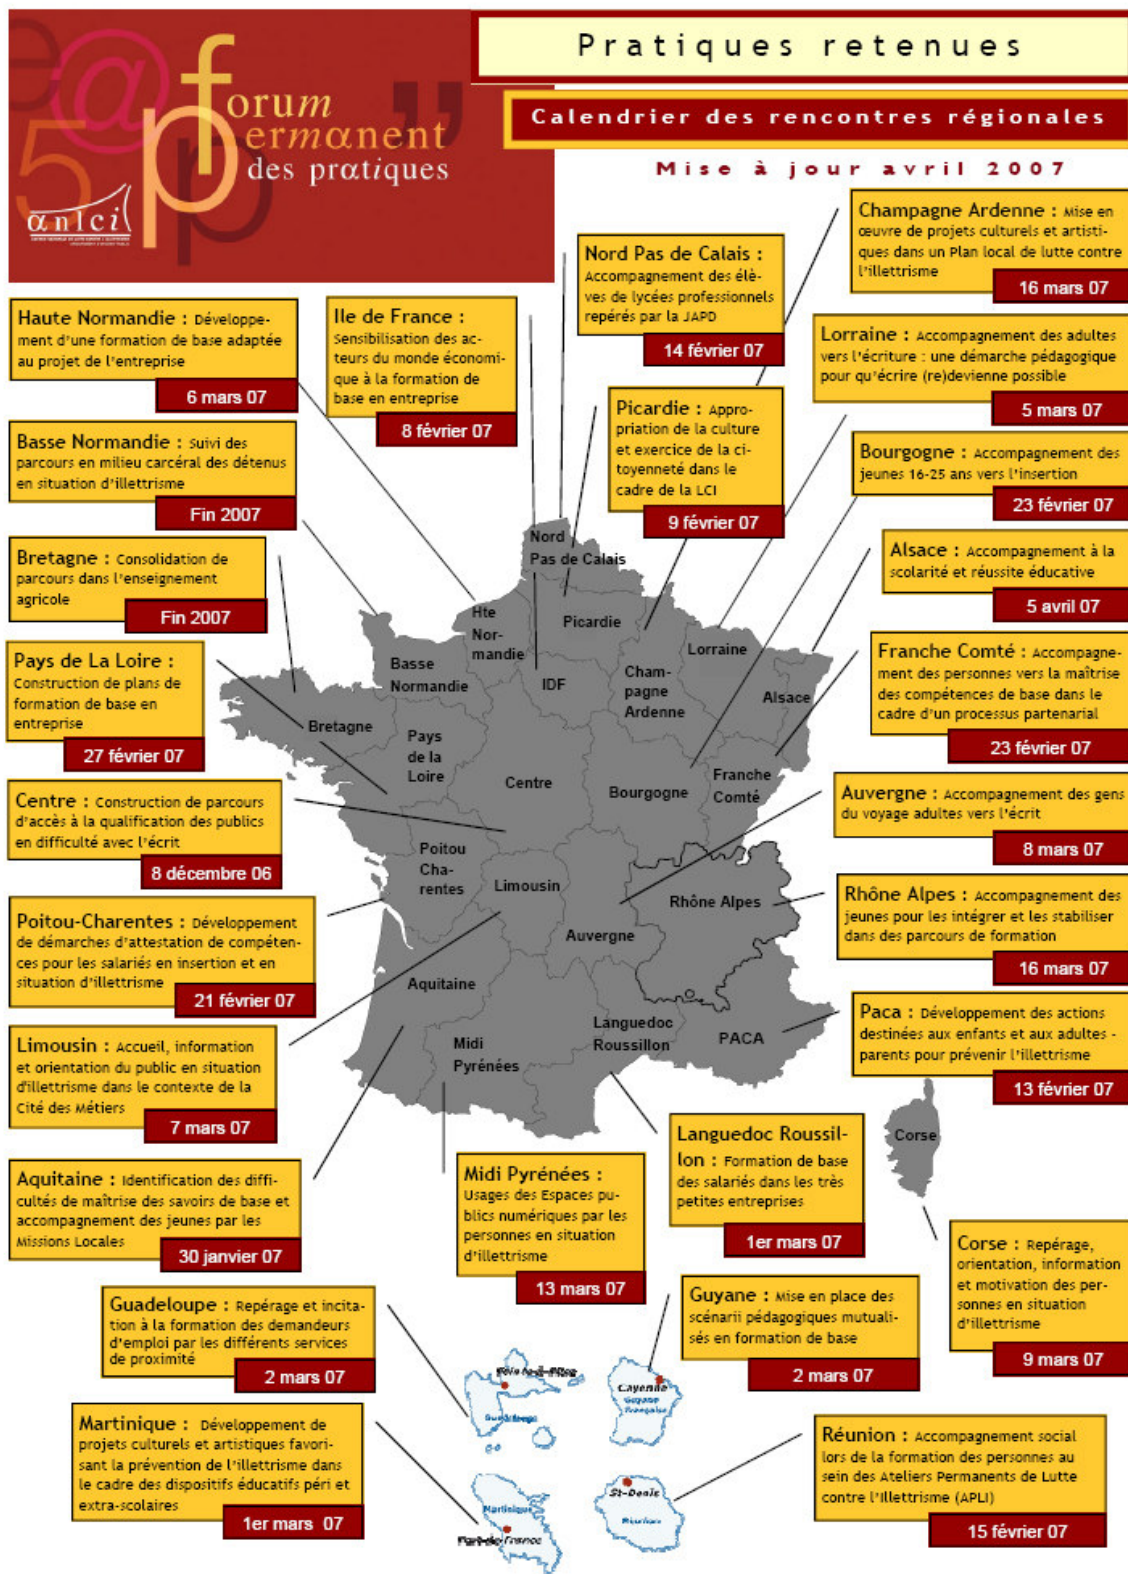 e@
5
forum
permanent
des pratiques
”
anlci
Pratiques retenues
Calendrier des rencontres régionales
Mise à jour avril 2007
Champagne Ardenne : Mise en
œuvre de projets culturels et artis-
tiques dans un Plan local de lutte contre
l'illettrisme
16 mars 07
Nord Pas de Calais :
Accompagnement des élè-
ves de lycées professionnels
repérés par la JAPD
14 février 07
Haute Normandie : Développe-
ment d'une formation de base adaptée
au projet de l'entreprise
6 mars 07
Ile de France :
Sensibilisation des ac-
teurs du monde économi-
que à la formation de
base en entreprise
8 février 07
Lorraine : Accompagnement des adultes
vers l'écriture : une démarche pédagogique
pour qu'écrire (re)devienne possible
5 mars 07
Picardie : Appro-
priation de la culture
et exercice de la ci-
toyenneté dans le
cadre de la LCI
9 février 07
Basse Normandie : Suivi des
parcours en milieu carcéral des détenus
en situation d'illettrisme
Fin 2007
Bourgogne : Accompagnement des
jeunes 16-25 ans vers l'insertion
23 février 07
Bretagne : Consolidation de
parcours dans l'enseignement
agricole
Fin 2007
Alsace : Accompagnement à la
scolarité et réussite éducative
5 avril 07
Pays de La Loire :
Construction de plans de
formation de base en
entreprise
27 février 07
Franche Comté : Accompagne-
ment des personnes vers la maîtrise
des compétences de base dans le
cadre d'un processus partenarial
23 février 07
Centre : Construction de parcours
d'accès à la qualification des publics
en difficulté avec l'écrit
8 décembre 06
Auvergne : Accompagnement des gens
du voyage adultes vers l'écrit
8 mars 07
Poitou-Charentes : Développement
de démarches d'attestation de compéten-
ces pour les salariés en insertion et en
situation d'illettrisme
21 février 07
Rhône Alpes : Accompagnement des
jeunes pour les intégrer et les stabiliser
dans des parcours de formation
16 mars 07
Limousin : Accueil, information
et orientation du public en situation
d'illettrisme dans le contexte de la
Cité des Métiers
7 mars 07
Paca : Développement des actions
destinées aux enfants et aux adultes -
parents pour prévenir l'illettrisme
13 février 07
Nord
Pas de Calais
Picardie
Hte
Nor-
mandie
Basse
Normandie
IDF
Cham-
pagne
Ardenne
Lorraine
Alsace
Bretagne
Pays
de la
Loire
Centre
Bourgogne
Franche
Comté
Poitou
Cha-
rentes
Limousin
Auvergne
Rhône Alpes
Aquitaine
Midi
Pyrénées
Languedoc
Roussillon
PACA
Corse
Aquitaine : Identification des diffi-
cultés de maîtrise des savoirs de base et
accompagnement des jeunes par les
Missions Locales
30 janvier 07
Midi Pyrénées :
Usages des Espaces pu-
blics numériques par les
personnes en situation
d'illettrisme
13 mars 07
Languedoc Roussil-
lon : Formation de base
des salariés dans les très
petites entreprises
1er mars 07
Corse : Repérage,
orientation, information
et motivation des per-
sonnes en situation
d'illettrisme
9 mars 07
Guadeloupe : Repérage et incita-
tion à la formation des demandeurs
d'emploi par les différents services
de proximité
2 mars 07
Guyane : Mise en place des
scénarii pédagogiques mutuali-
sés en formation de base
2 mars 07
Martinique : Développement de
projets culturels et artistiques favori-
sant la prévention de l'illettrisme dans
le cadre des dispositifs éducatifs péri et
extra-scolaires
1er mars 07
Réunion : Accompagnement social
lors de la formation des personnes au
sein des Ateliers Permanents de Lutte
contre l'Illettrisme (APLI)
15 février 07
Pointe-à-Pitre
Guadeloupe
Cayenne
Guyane
Française
Martinique
Fort-de-France
St-Denis
Réunion